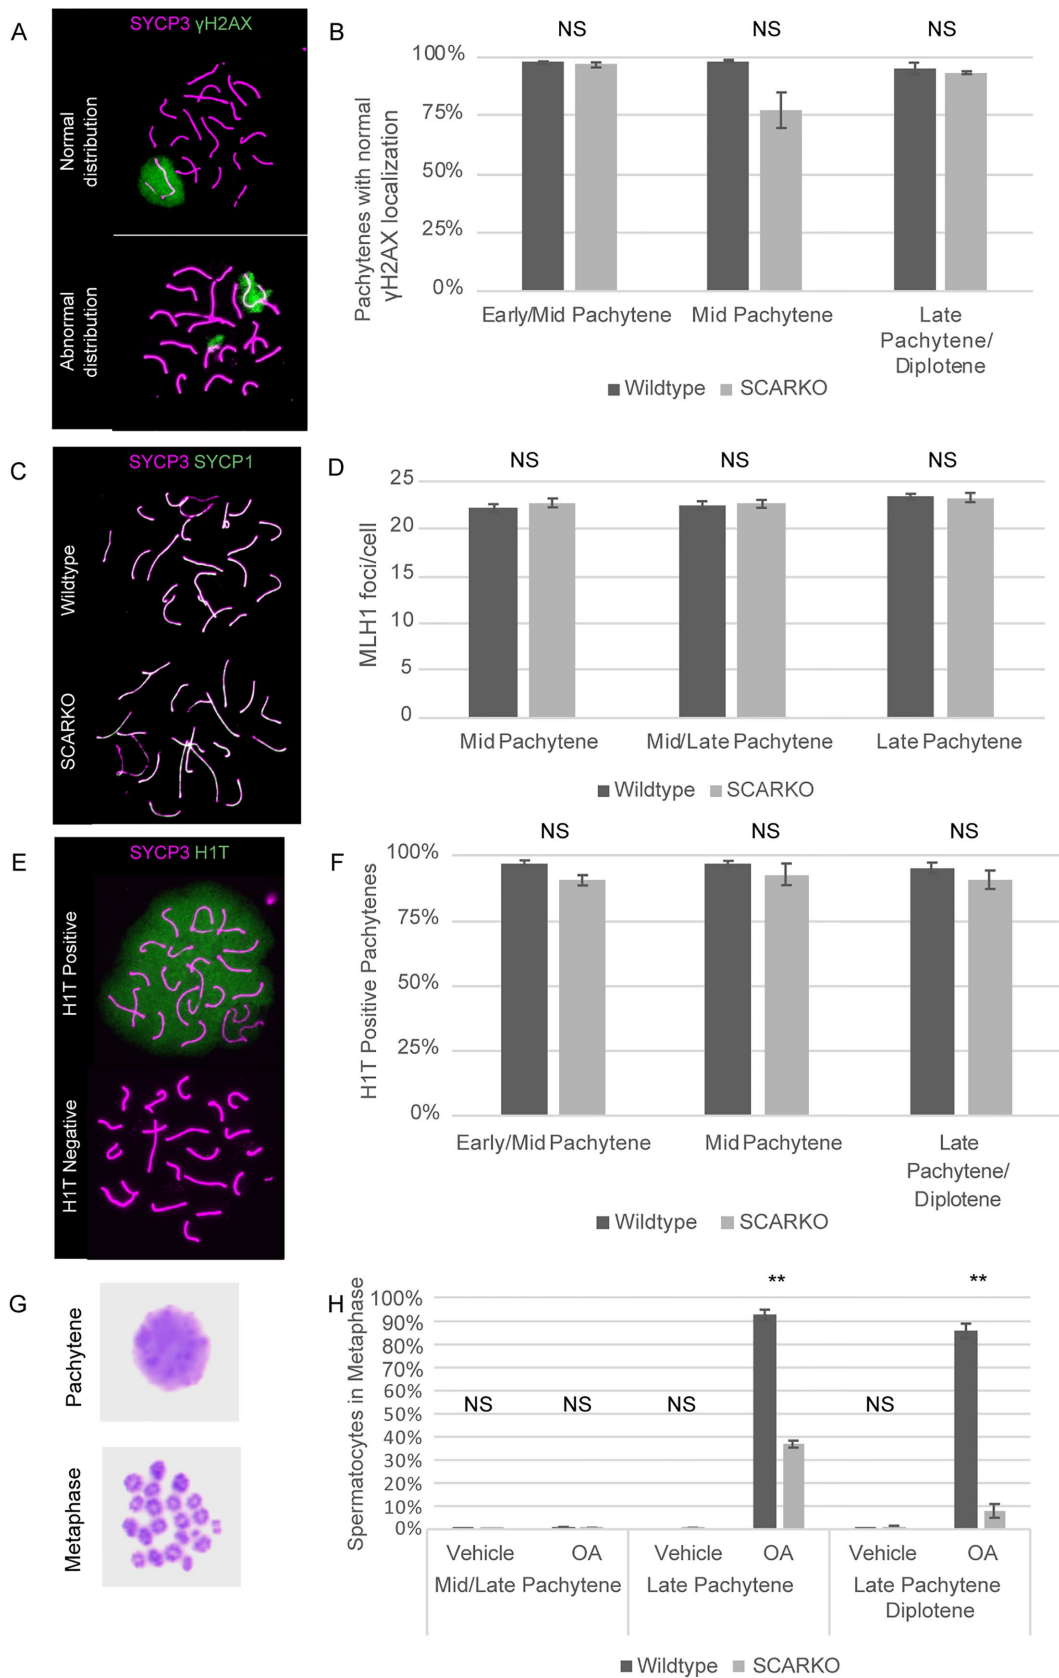 A
SYCP3 γH2AX
Normal
distribution
Abnormal
distribution
B
NS NS NS
Pachytenes with normal
γH2AX localization
100%
75%
50%
25%
0%
Early/Mid Pachytene Mid Pachytene Late
Pachytene/
Diplotene
Wildtype SCARKO
C
SYCP3 SYCP1
Wildtype
SCARKO
D
NS NS NS
MLH1 foci/cell
25
20
15
10
5
0
Mid Pachytene Mid/Late Pachytene Late Pachytene
Wildtype SCARKO
E
SYCP3 H1T
H1T Positive
H1T Negative
F
NS NS NS
H1T Positive Pachytenes
100%
75%
50%
25%
0%
Early/Mid Pachytene Mid Pachytene Late
Pachytene/
Diplotene
Wildtype SCARKO
G
Pachytene
Metaphase
H
Spermatocytes in Metaphase
** **
NS NS NS NS
100%
90%
80%
70%
60%
50%
40%
30%
20%
10%
0%
Vehicle OA Vehicle OA Vehicle OA
Mid/Late Pachytene Late Pachytene Late Pachytene
Diplotene
Wildtype SCARKO